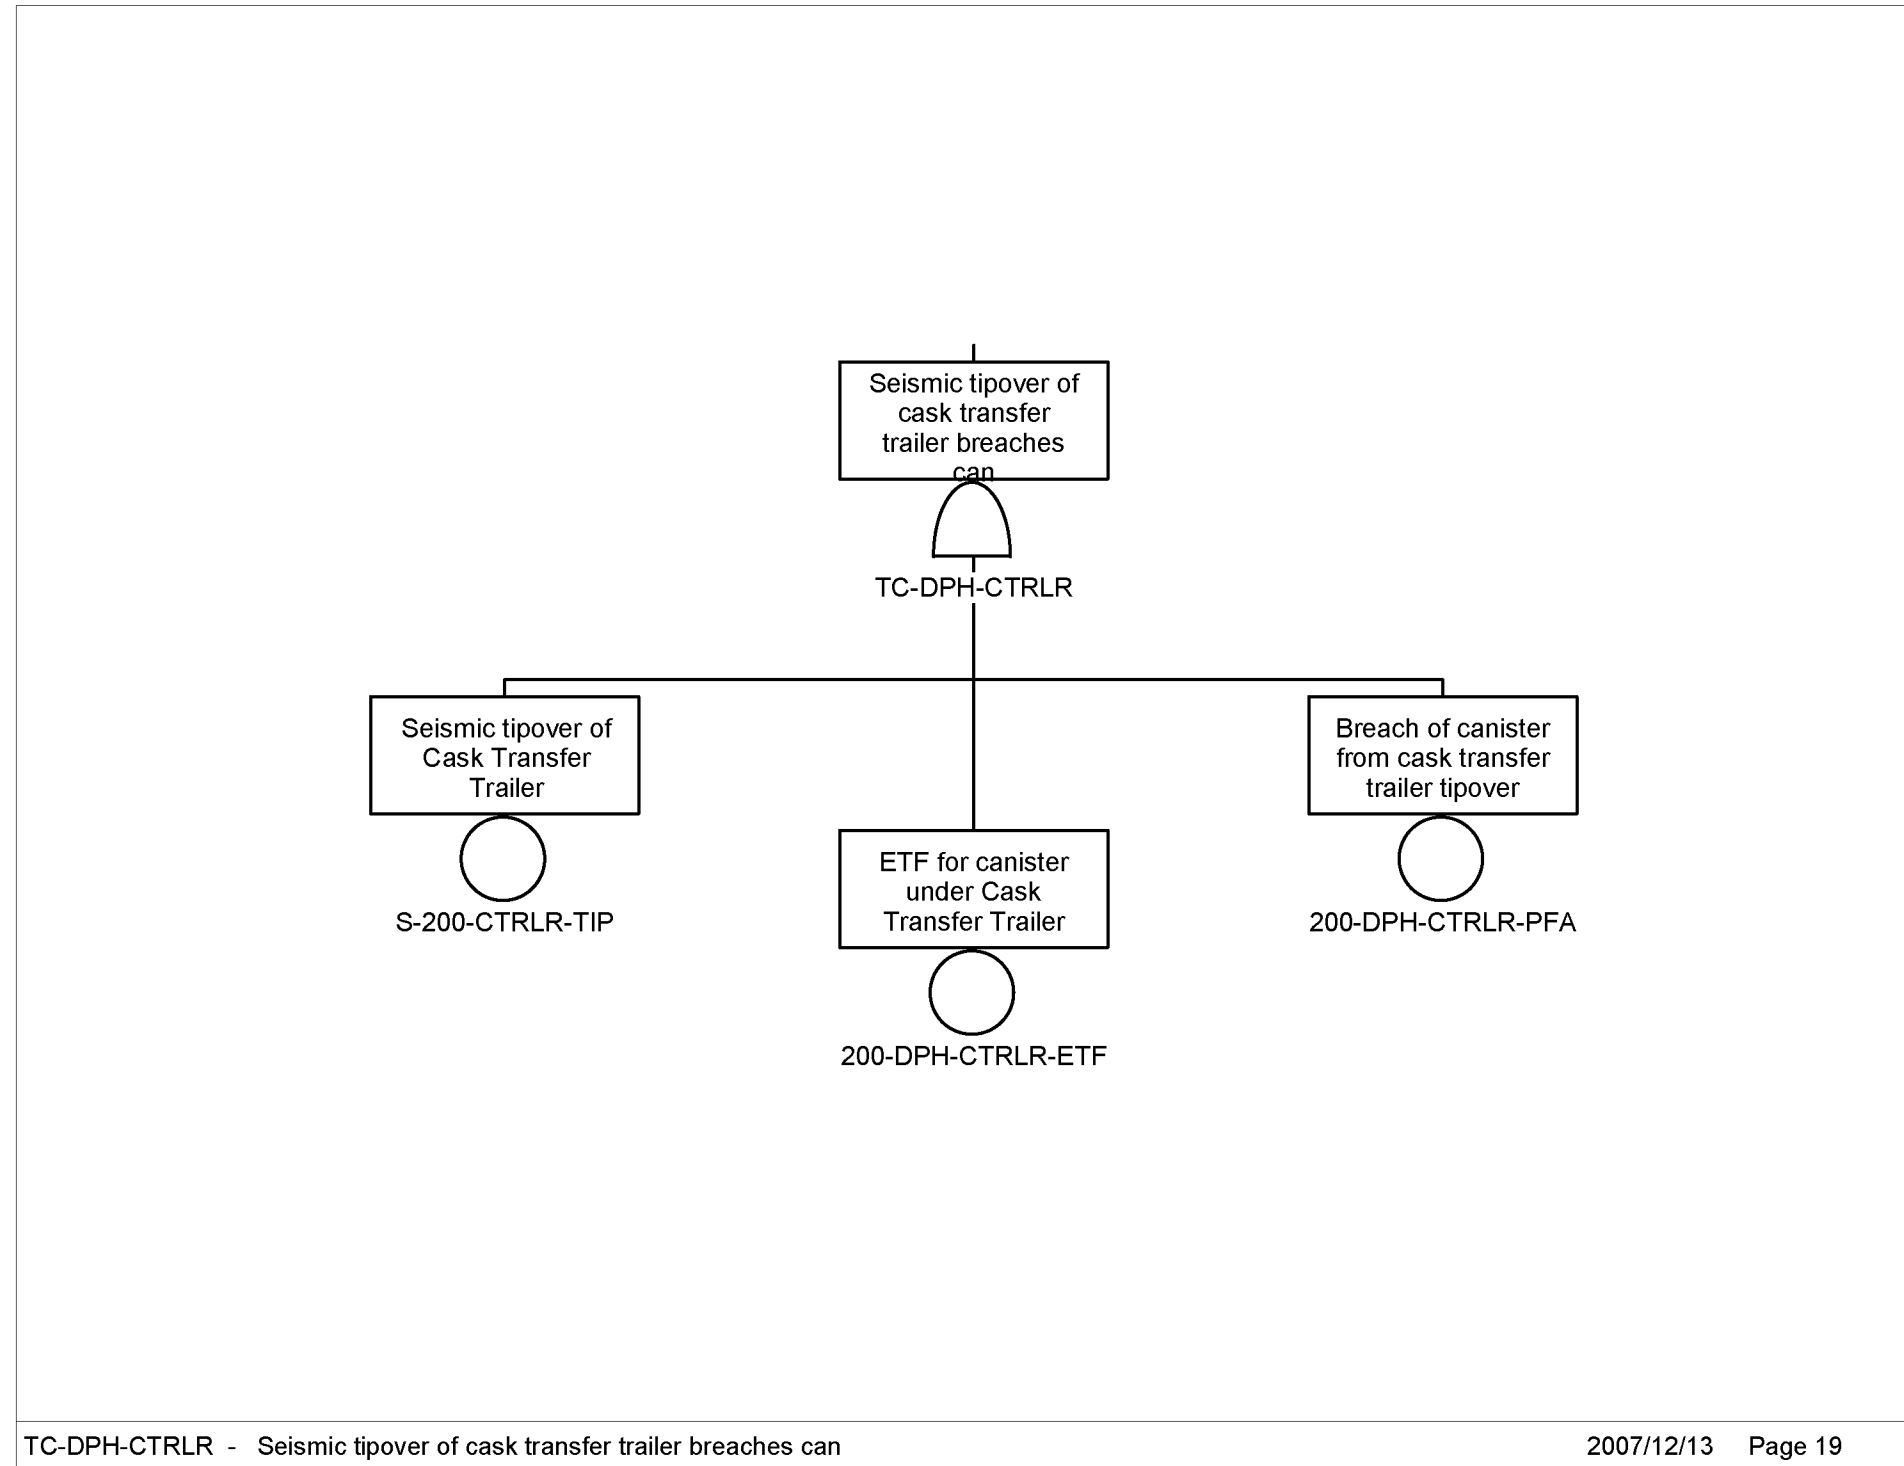 Seismic tipover of
cask transfer
trailer breaches
can
TC-DPH-CTRLR
Seismic tipover of
Cask Transfer
Trailer
S-200-CTRLR-TIP
ETF for canister
under Cask
Transfer Trailer
200-DPH-CTRLR-ETF
Breach of canister
from cask transfer
trailer tipover
200-DPH-CTRLR-PFA
TC-DPH-CTRLR - Seismic tipover of cask transfer trailer breaches can
2007/12/13 Page 19